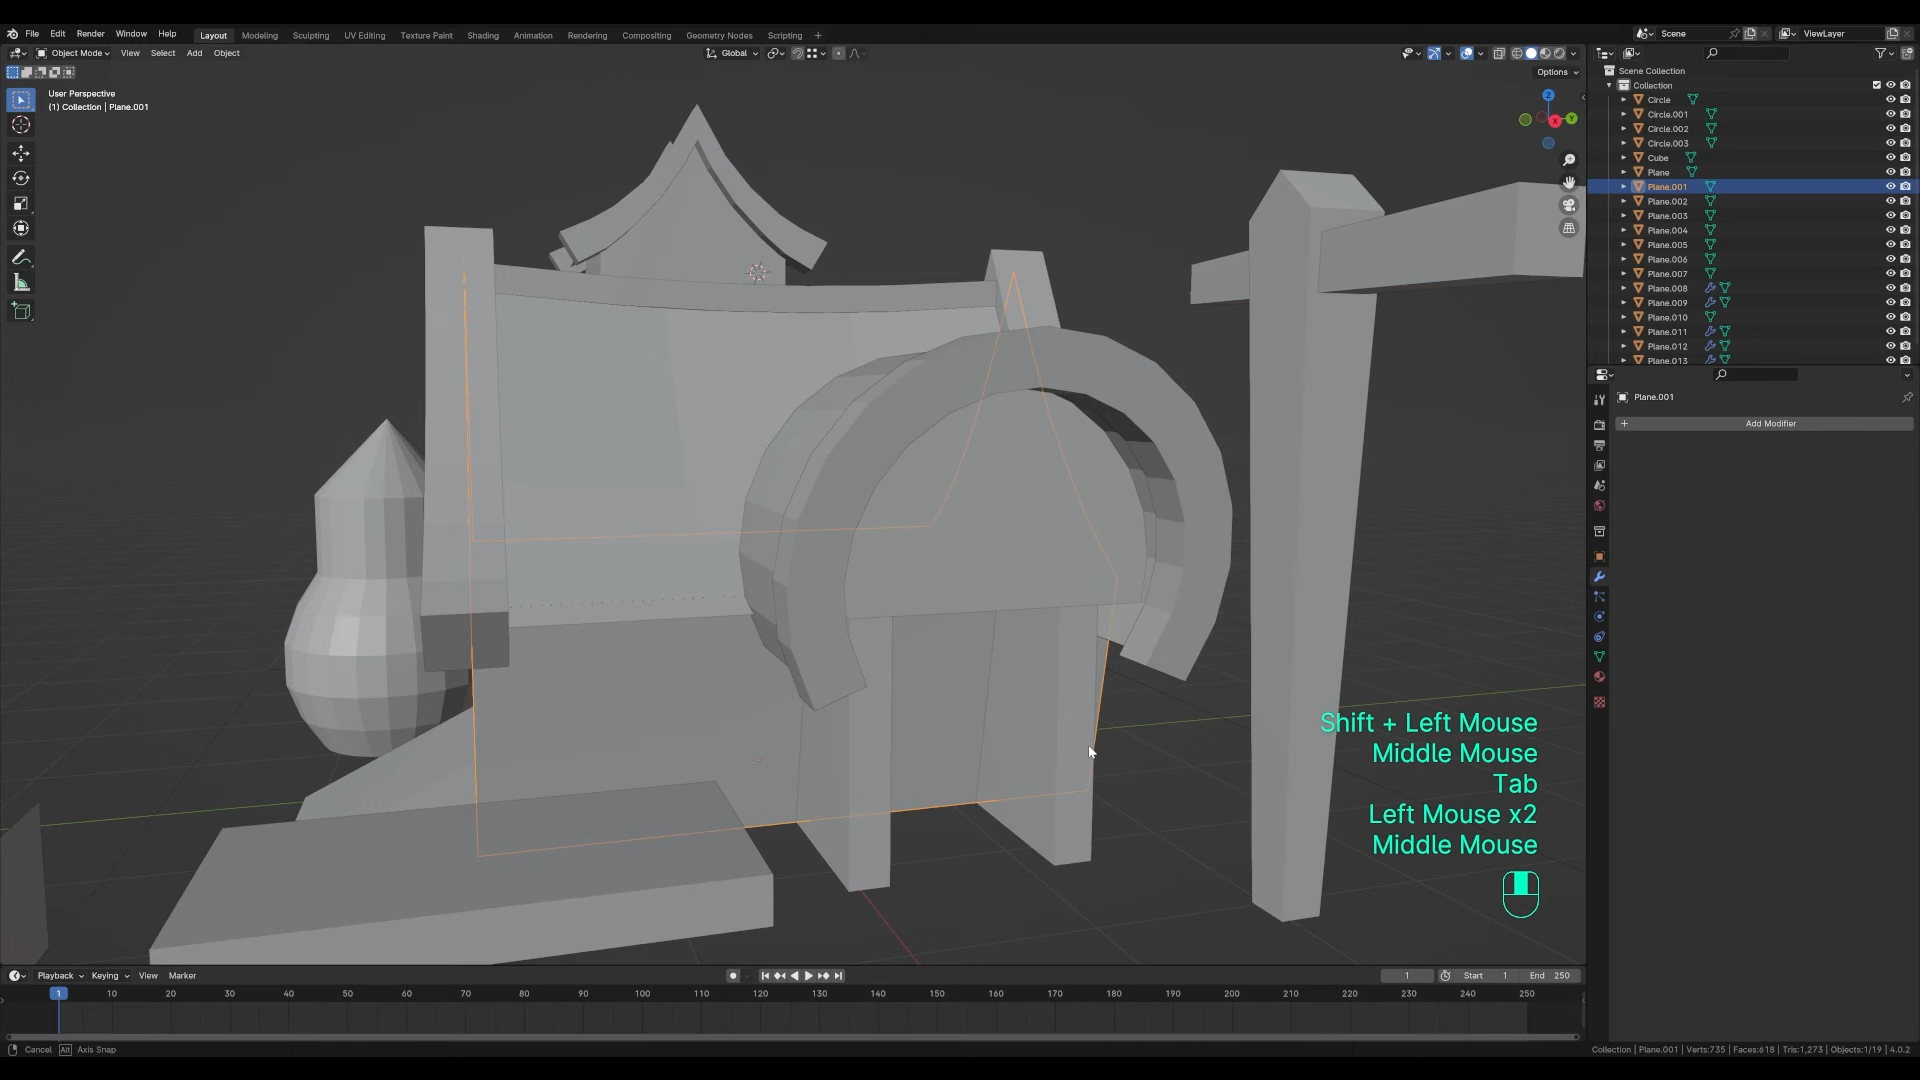 File Edit Render Window Help Layout Modeling Sculpting UV Editing Texture Paint Shading Animation Rendering Compositing Geometry Nodes Scripting + Scene ViewLayer
Object Mode View Select Add Object Global
Options
User Perspective
(1) Collection | Plane.001
Scene Collection
Collection
Circle
Circle.001
Circle.002
Circle.003
Cube
Plane
Plane.001
Plane.002
Plane.003
Plane.004
Plane.005
Plane.006
Plane.007
Plane.008
Plane.009
Plane.010
Plane.011
Plane.012
Plane.013
Plane.001
+ Add Modifier
Z
Y
X
Shift + Left Mouse
Middle Mouse
Tab
Left Mouse x2
Middle Mouse
Playback Keying View Marker 1 Start 1 End 250
1 10 20 30 40 50 60 70 80 90 100 110 120 130 140 150 160 170 180 190 200 210 220 230 240 250
Cancel Alt Axis Snap
Collection | Plane.001 | Verts:735 | Faces:618 | Tris:1,273 | Objects:1/19 | 4.0.2